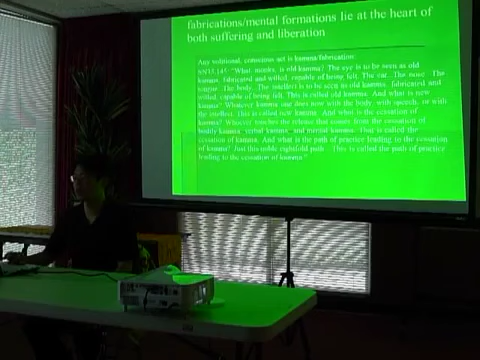 fabrications/mental formations lie at the heart of
both suffering and liberation
Any volitional, conscious act is kamma/fabrication:
SN35.145: "What, monks, is old kamma? The eye is to be seen as old
kamma, fabricated and willed, capable of being felt. The ear... The nose... The
tongue... The body... The intellect is to be seen as old kamma, fabricated and
willed, capable of being felt. This is called old kamma. And what is new
kamma? Whatever kamma one does now with the body, with speech, or with
the intellect. This is called new kamma. And what is the cessation of
kamma? Whoever touches the release that comes from the cessation of
bodily kamma, verbal kamma, and mental kamma. That is called the
cessation of kamma. And what is the path of practice leading to the cessation
of kamma? Just this noble eightfold path... This is called the path of practice
leading to the cessation of kamma."